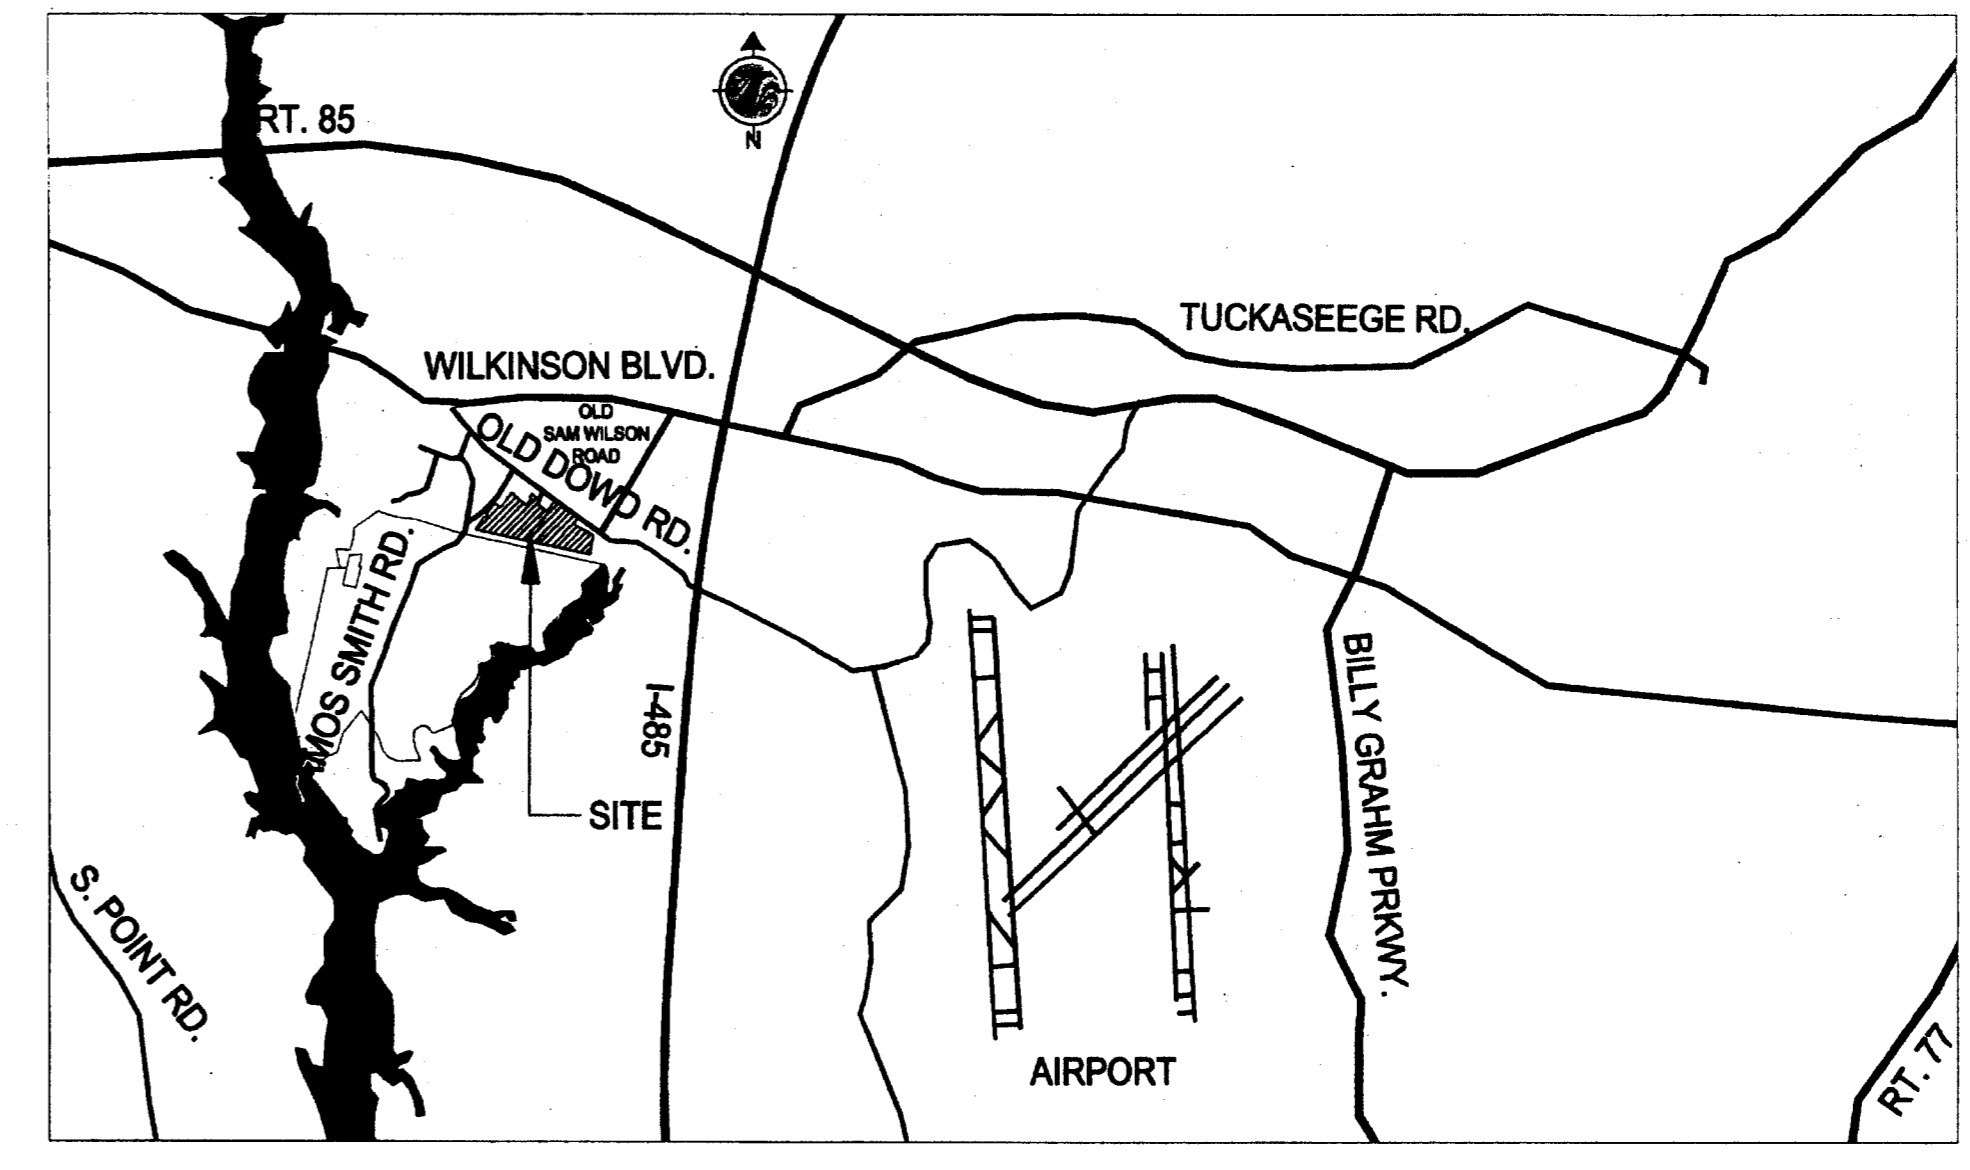 RT. 85
N
TUCKASEEGE RD.
WILKINSON BLVD.
OLD
SAM WILSON
ROAD
OLD DOWD RD.
MOS SMITH RD.
I-485
SITE
BILLY GRAHM PRKWY.
S. POINT RD.
AIRPORT
RT. 77